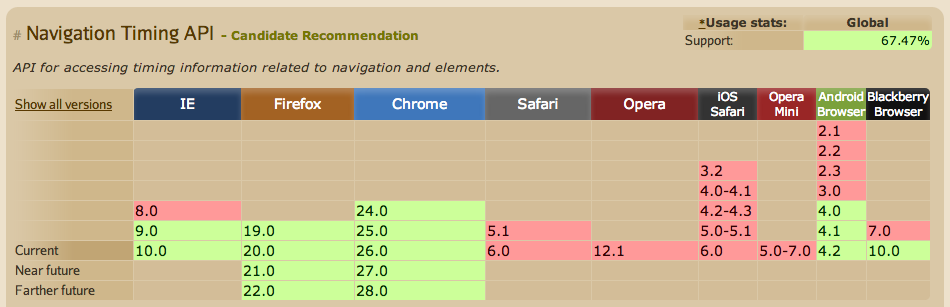 # Navigation Timing API - Candidate Recommendation
*Usage stats: Global
Support: 67.47%
API for accessing timing information related to navigation and elements.
Show all versions IE Firefox Chrome Safari Opera iOS Safari Opera Mini Android Browser Blackberry Browser
2.1
2.2
3.2 2.3
4.0-4.1 3.0
8.0 24.0 4.2-4.3 4.0
9.0 19.0 25.0 5.1 5.0-5.1 4.1 7.0
Current 10.0 20.0 26.0 6.0 12.1 6.0 5.0-7.0 4.2 10.0
Near future 21.0 27.0
Farther future 22.0 28.0